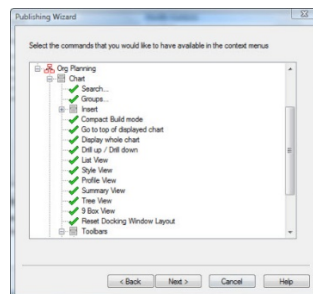 Publishing Wizard
Select the commands that you would like to have available in the context menus
Org Planning
Chart
Search...
Groups...
Insert
Compact Build mode
Go to top of displayed chart
Display whole chart
Drill up / Drill down
List View
Style View
Profile View
Summary View
Tree View
9 Box View
Reset Docking Window Layout
Toolbars
< Back Next > Cancel Help